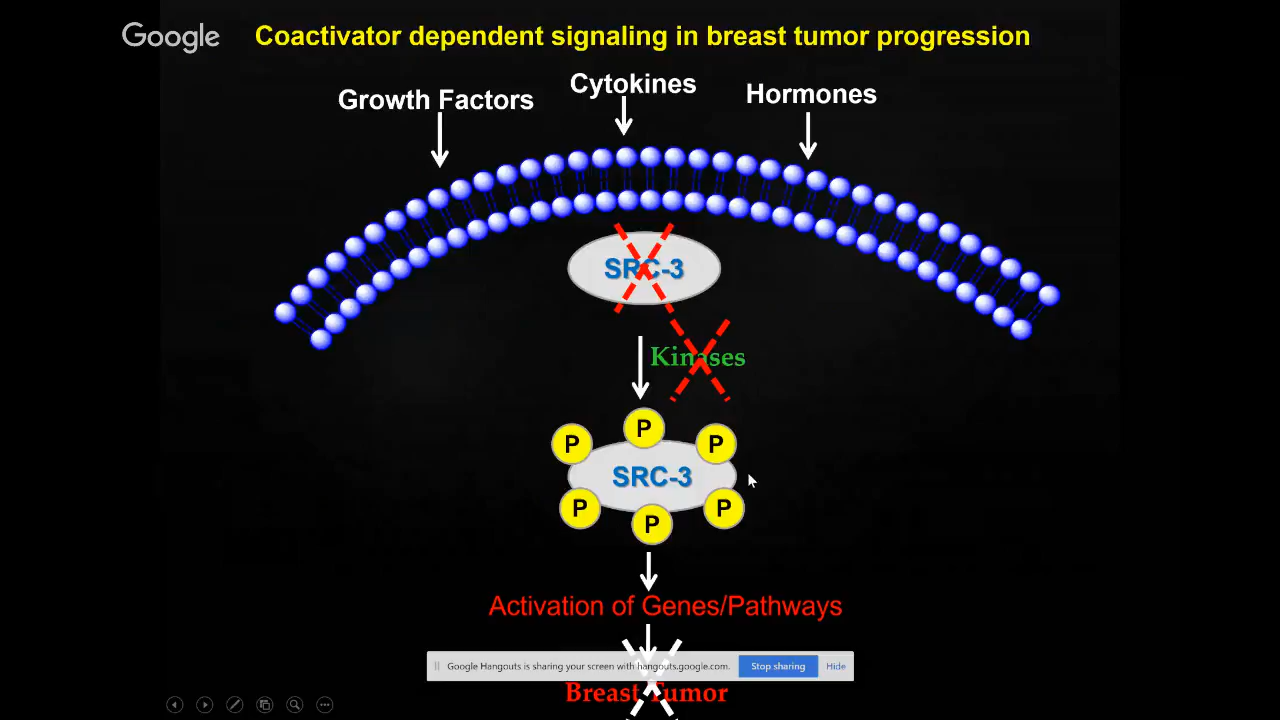 Google
Coactivator dependent signaling in breast tumor progression
Growth Factors
Cytokines
Hormones
SRC-3
Kinases
P
P
P
SRC-3
P
P
P
Activation of Genes/Pathways
Google Hangouts is sharing your screen with hangouts.google.com.
Stop sharing
Hide
Breast Tumor